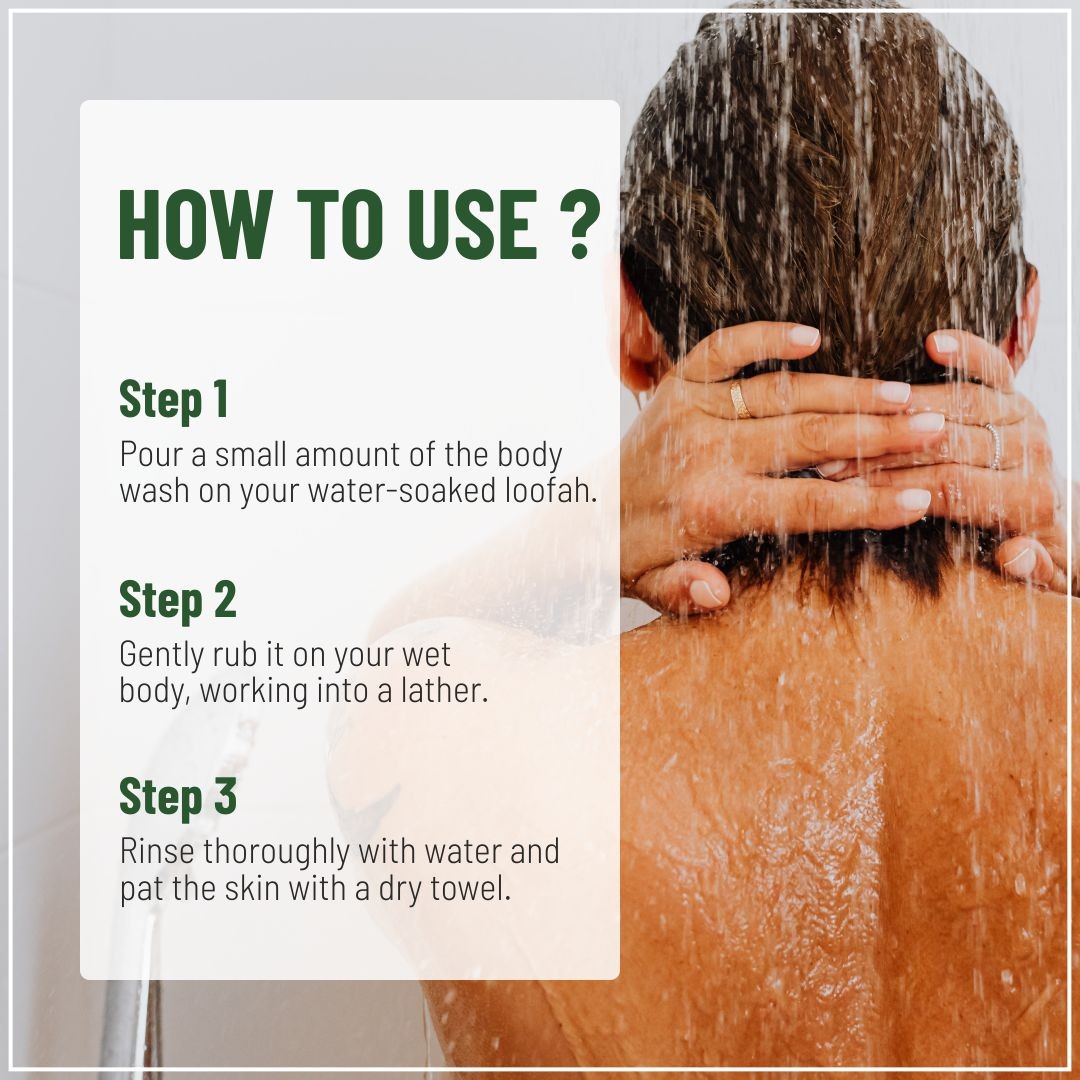 HOW TO USE ?
Step 1
Pour a small amount of the body
wash on your water-soaked loofah.
Step 2
Gently rub it on your wet
body, working into a lather.
Step 3
Rinse thoroughly with water and
pat the skin with a dry towel.